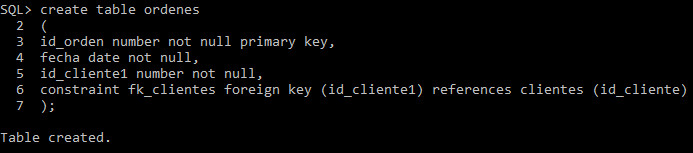 SQL> create table ordenes
  2  (
  3  id_orden number not null primary key,
  4  fecha date not null,
  5  id_cliente1 number not null,
  6  constraint fk_clientes foreign key (id_cliente1) references clientes (id_cliente)
  7  );
Table created.